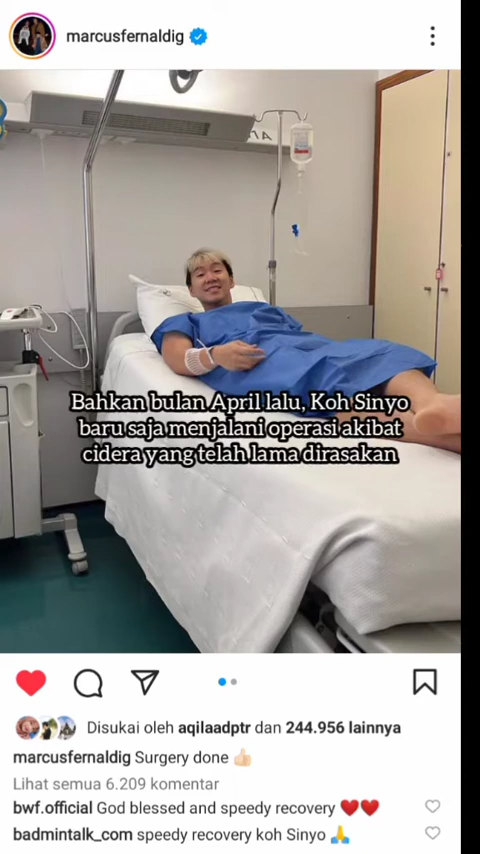 marcusfernaldig
Bahkan bulan April lalu, Koh Sinyo
baru saja menjalani operasi akibat
cidera yang telah lama dirasakan
Disukai oleh aqilaadptr dan 244.956 lainnya
marcusfernaldig Surgery done 👍🏻
Lihat semua 6.209 komentar
bwf.official God blessed and speedy recovery ❤️❤️
badmintalk_com speedy recovery koh Sinyo 🙏